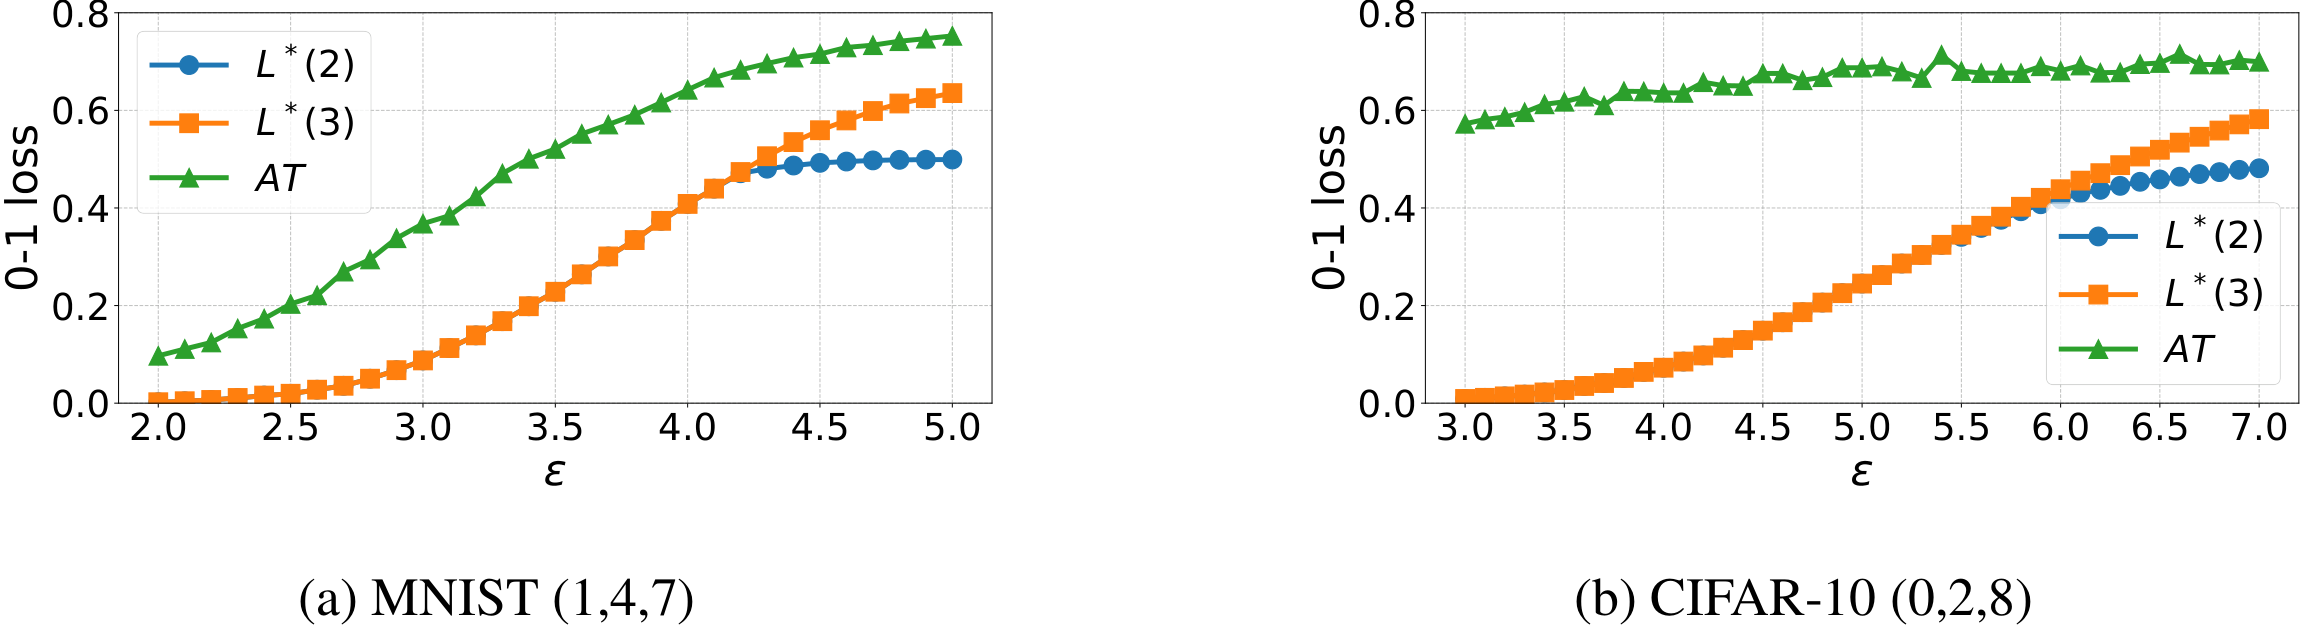 0.8
0.6
0.4
0.2
0.0
0-1 loss
L*(2)
L*(3)
AT
2.0 2.5 3.0 3.5 4.0 4.5 5.0
ε
(a) MNIST (1,4,7)
0.8
0.6
0.4
0.2
0.0
0-1 loss
L*(2)
L*(3)
AT
3.0 3.5 4.0 4.5 5.0 5.5 6.0 6.5 7.0
ε
(b) CIFAR-10 (0,2,8)